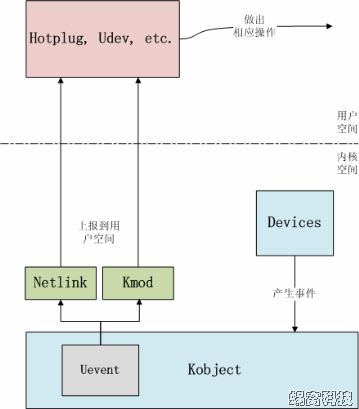 Hotplug, Udev, etc.
做出
相应操作
用户
空间
内核
空间
上报到用
户空间
Devices
Netlink
Kmod
产生事件
Uevent
Kobject
蜗窝科技